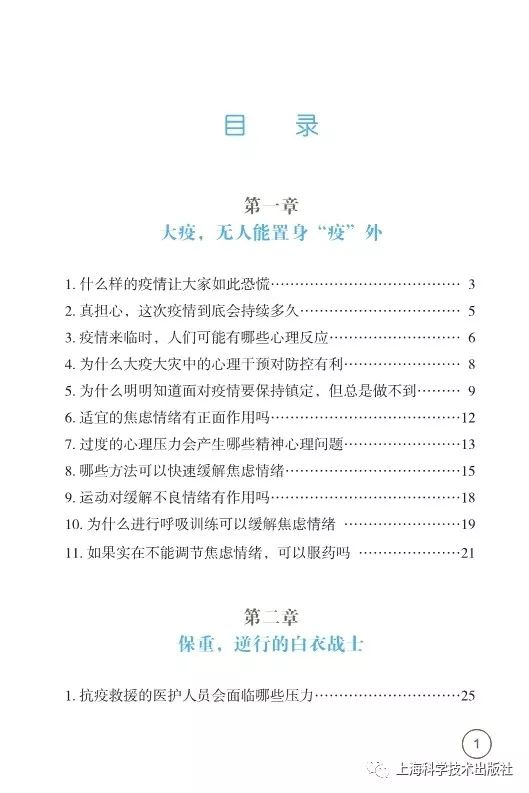 目 录
第一章
大疫，无人能置身“疫”外
1. 什么样的疫情让大家如此恐慌⋯⋯⋯⋯⋯⋯⋯⋯⋯⋯ 3
2. 真担心，这次疫情到底会持续多久⋯⋯⋯⋯⋯⋯⋯⋯ 5
3. 疫情来临时，人们可能有哪些心理反应⋯⋯⋯⋯⋯⋯ 6
4. 为什么大疫大灾中的心理干预对防控有利⋯⋯⋯⋯⋯ 8
5. 为什么明明知道面对疫情要保持镇定，但总是做不到⋯⋯⋯ 9
6. 适宜的焦虑情绪有正面作用吗⋯⋯⋯⋯⋯⋯⋯⋯⋯⋯12
7. 过度的心理压力会产生哪些精神心理问题⋯⋯⋯⋯⋯13
8. 哪些方法可以快速缓解焦虑情绪⋯⋯⋯⋯⋯⋯⋯⋯⋯15
9. 运动对缓解不良情绪有作用吗⋯⋯⋯⋯⋯⋯⋯⋯⋯⋯18
10. 为什么进行呼吸训练可以缓解焦虑情绪 ⋯⋯⋯⋯⋯19
11. 如果实在不能调节焦虑情绪，可以服药吗 ⋯⋯⋯⋯21
第二章
保重，逆行的白衣战士
1. 抗疫救援的医护人员会面临哪些压力⋯⋯⋯⋯⋯⋯⋯25
1
上海科学技术出版社